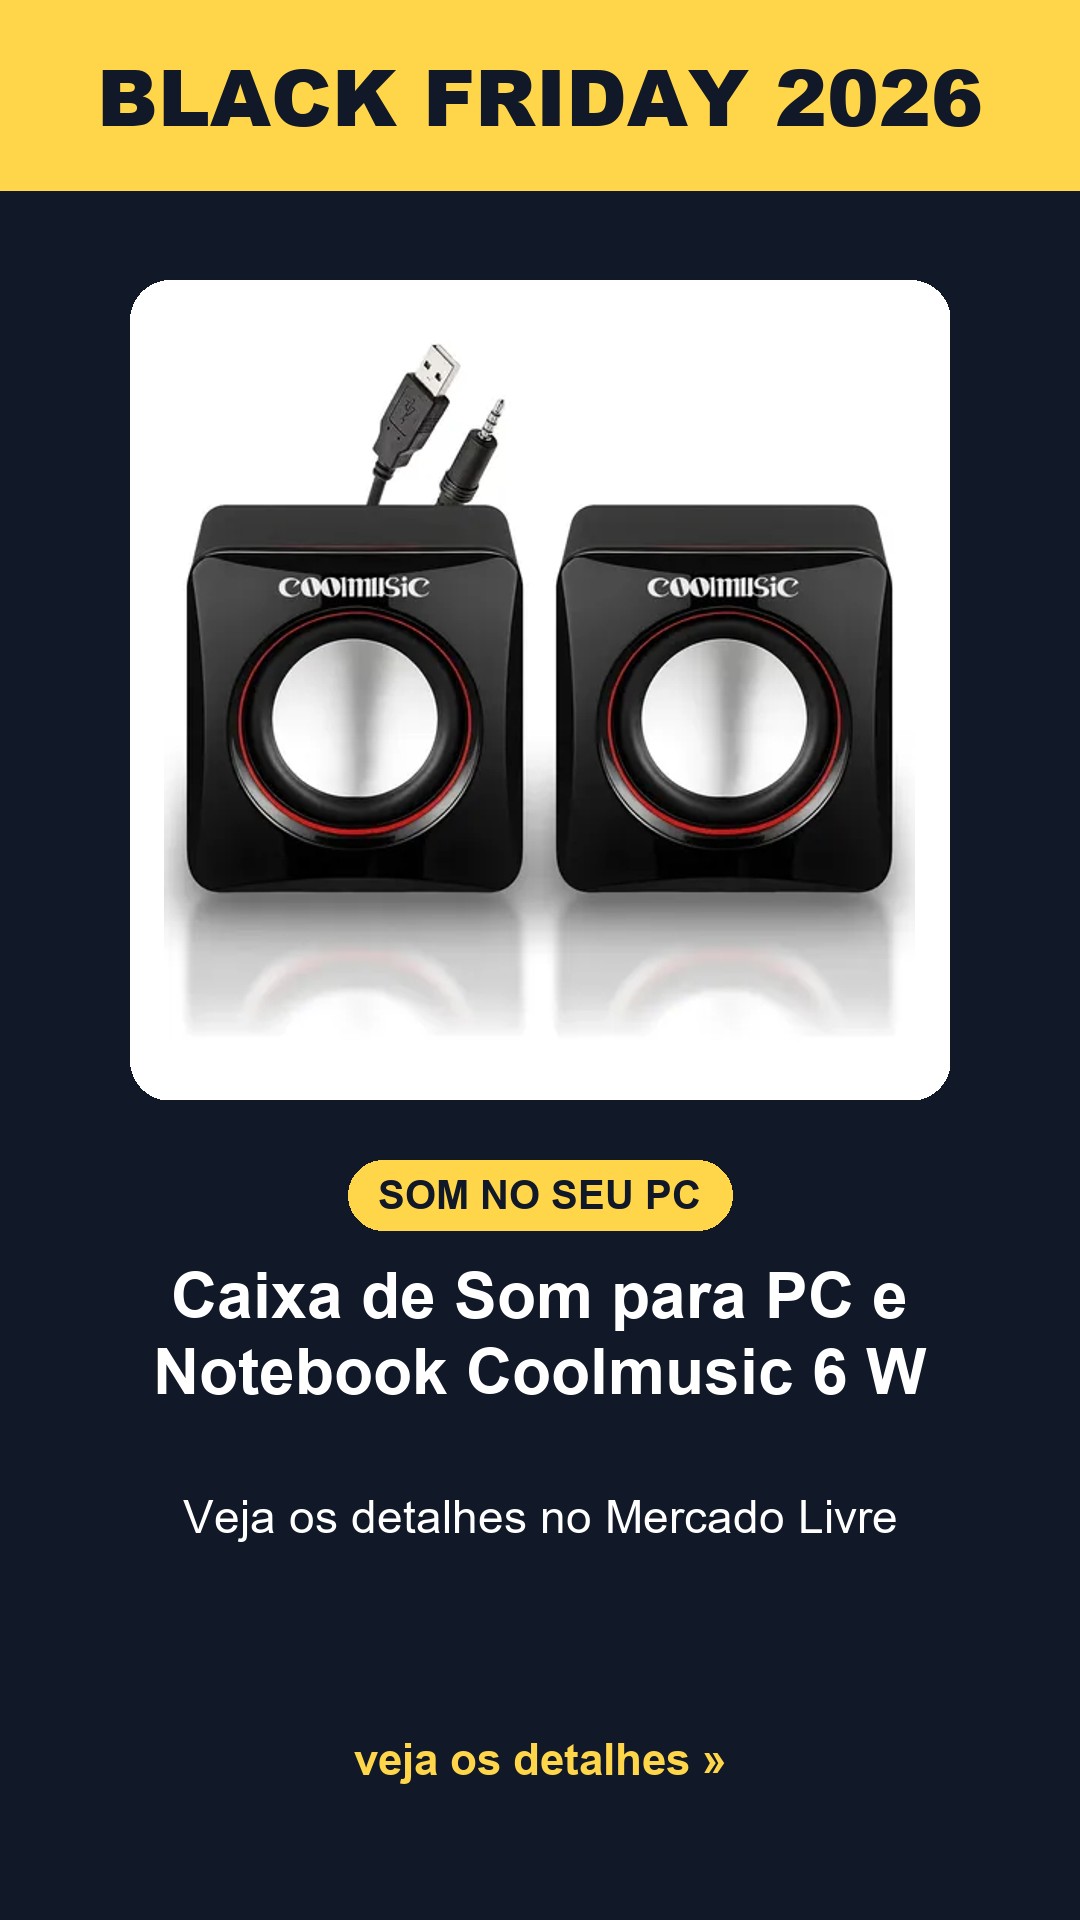 BLACK FRIDAY 2026
coolmusic coolmusic
SOM NO SEU PC
Caixa de Som para PC e
Notebook Coolmusic 6 W
Veja os detalhes no Mercado Livre
veja os detalhes »